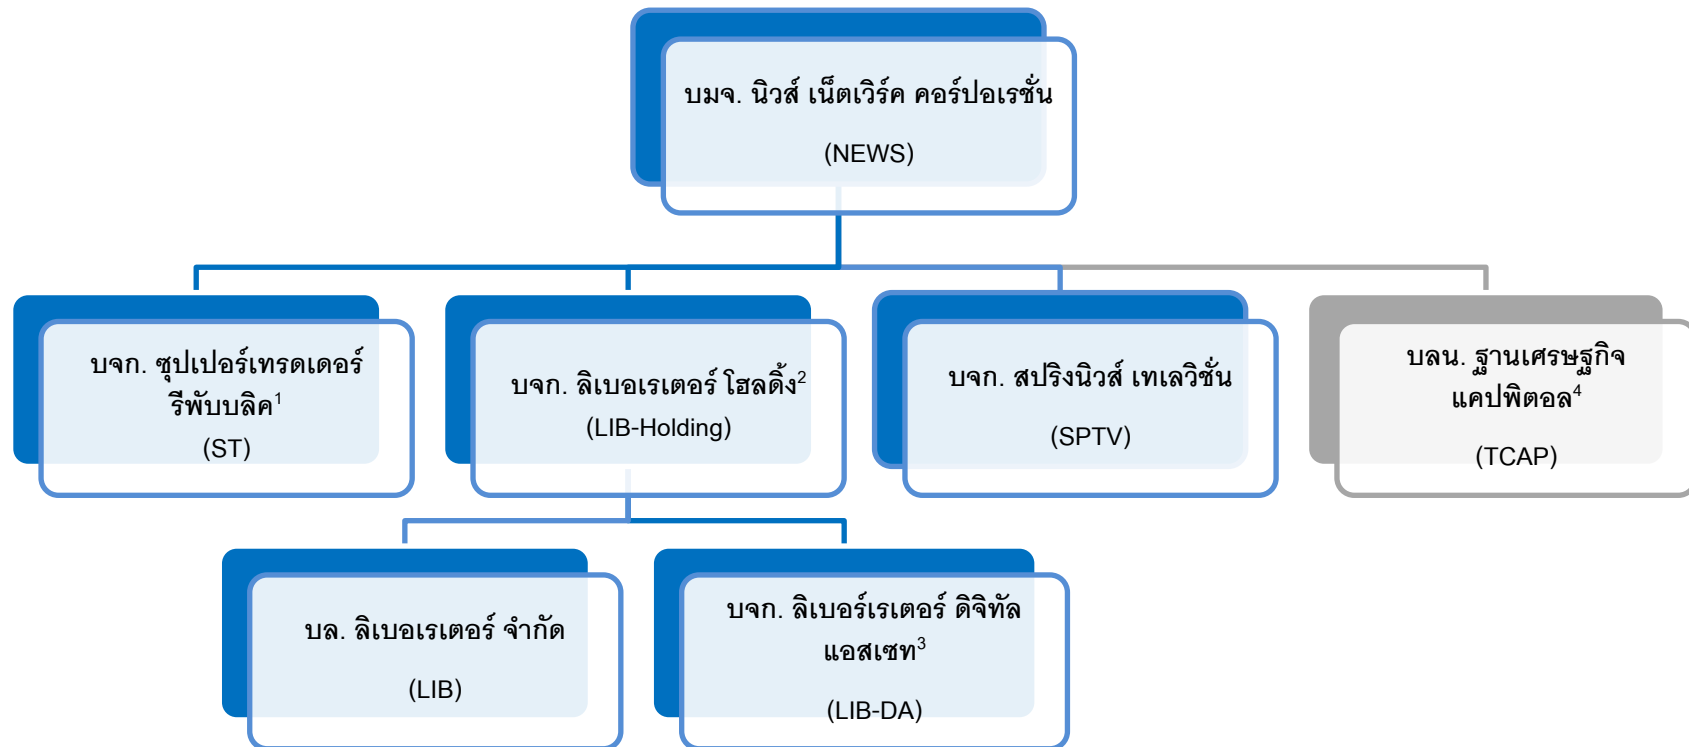 บมจ. นิวส์ เน็ตเวิร์ค คอร์ปอเรชั่น
(NEWS)
บจก. ซุปเปอร์เทรดเดอร์
รีพับบลิค¹
(ST)
บจก. ลิเบอเรเตอร์ โฮลดิ้ง²
(LIB-Holding)
บจก. สปริงนิวส์ เทเลวิชั่น
(SPTV)
บลน. ฐานเศรษฐกิจ
แคปพิตอล⁴
(TCAP)
บล. ลิเบอเรเตอร์ จำกัด
(LIB)
บจก. ลิเบอร์เรเตอร์ ดิจิทัล
แอสเซท³
(LIB-DA)